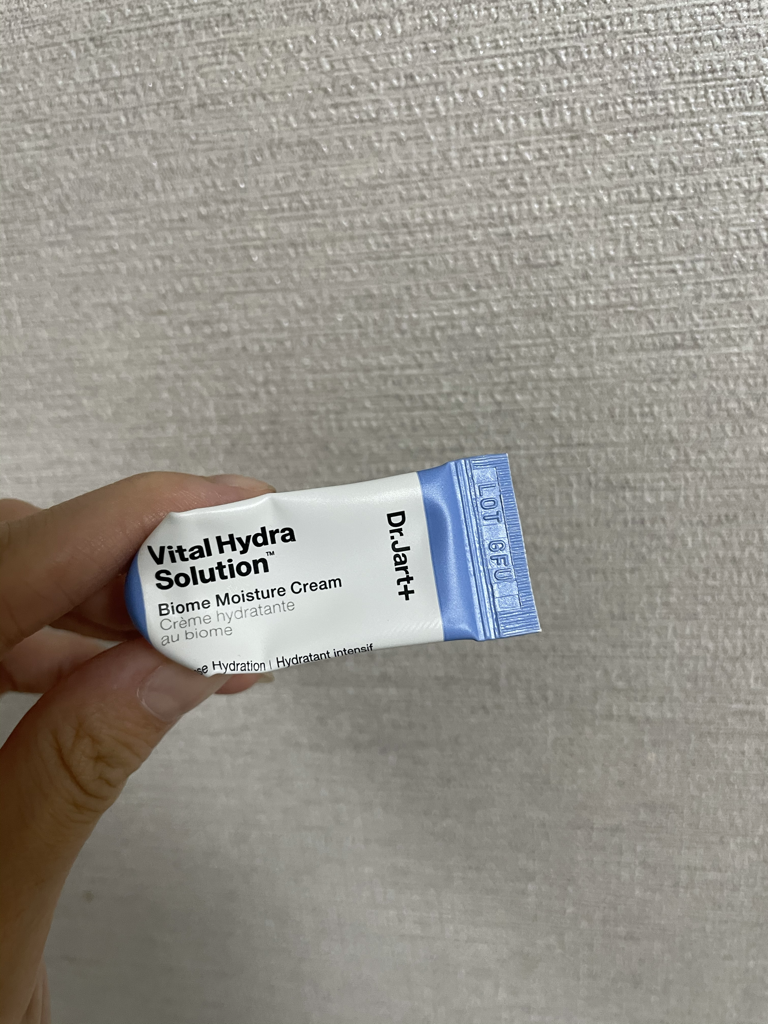 Vital Hydra
Solution™
Biome Moisture Cream
Crème hydratante
au biome
Hydration | Hydratant intensif
Dr.Jart+
LOT 6FU